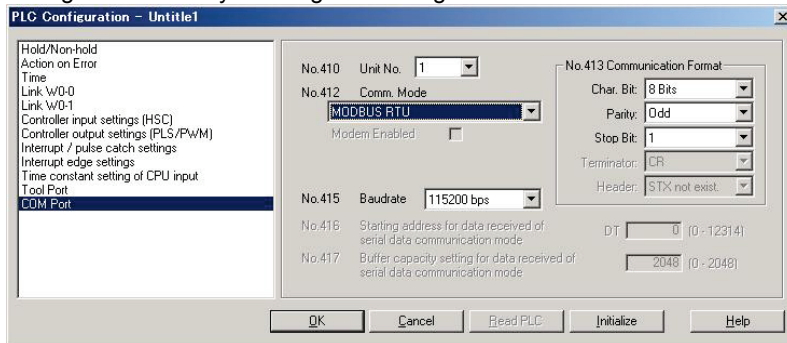 PLC Configuration - Untitle1
Hold/Non-hold
Action on Error
Time
Link W0-0
Link W0-1
Controller input settings (HSC)
Controller output settings (PLS/PWM)
Interrupt / pulse catch settings
Interrupt edge settings
Time constant setting of CPU input
Tool Port
COM Port
No.410 Unit No. 1
No.412 Comm. Mode
MODBUS RTU
Modem Enabled
No.413 Communication Format
Char. Bit: 8 Bits
Parity: Odd
Stop Bit: 1
Terminator: CR
Header: STX not exist.
No.415 Baudrate 115200 bps
No.416 Starting address for data received of
serial data communication mode
DT 0 (0 - 12314)
No.417 Buffer capacity setting for data received of
serial data communication mode
2048 (0 - 2048)
OK Cancel Read PLC Initialize Help